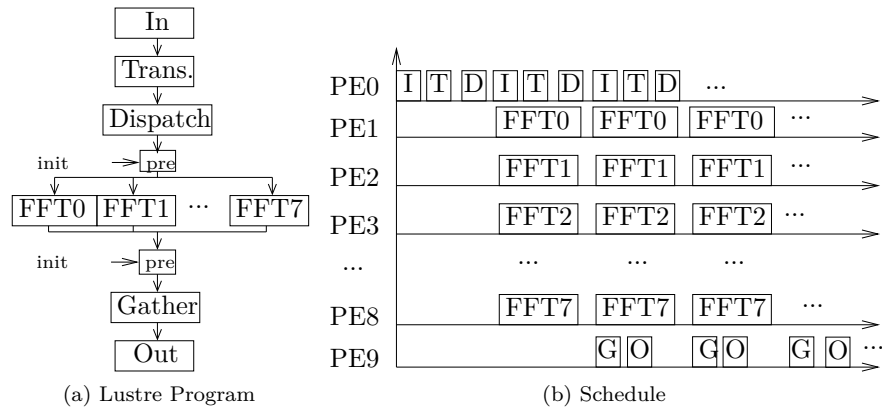 In
Trans.
Dispatch
init
pre
FFT0
FFT1
...
FFT7
init
pre
Gather
Out
(a) Lustre Program
PE0
I T D I T D I T D ...
PE1
FFT0 FFT0 FFT0 ...
PE2
FFT1 FFT1 FFT1 ...
PE3
FFT2 FFT2 FFT2 ...
...
... ... ...
PE8
FFT7 FFT7 FFT7 ...
PE9
G O G O G O ...
(b) Schedule